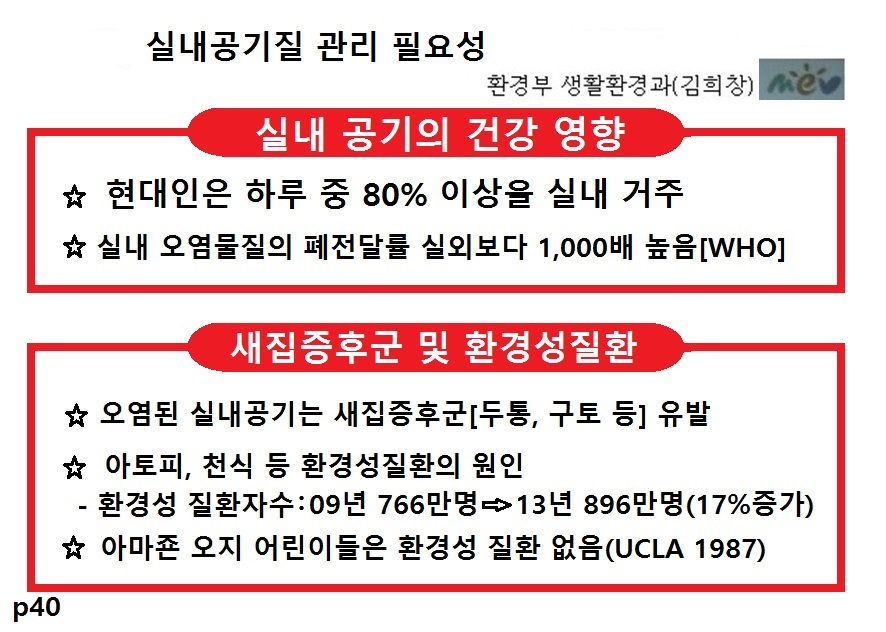 실내공기질 관리 필요성
환경부 생활환경과(김희창) mev
실내 공기의 건강 영향
☆ 현대인은 하루 중 80% 이상을 실내 거주
☆ 실내 오염물질의 폐전달률 실외보다 1,000배 높음[WHO]
새집증후군 및 환경성질환
☆ 오염된 실내공기는 새집증후군[두통, 구토 등] 유발
☆ 아토피, 천식 등 환경성질환의 원인
- 환경성 질환자수:09년 766만명⇨13년 896만명(17%증가)
☆ 아마죤 오지 어린이들은 환경성 질환 없음(UCLA 1987)
p40